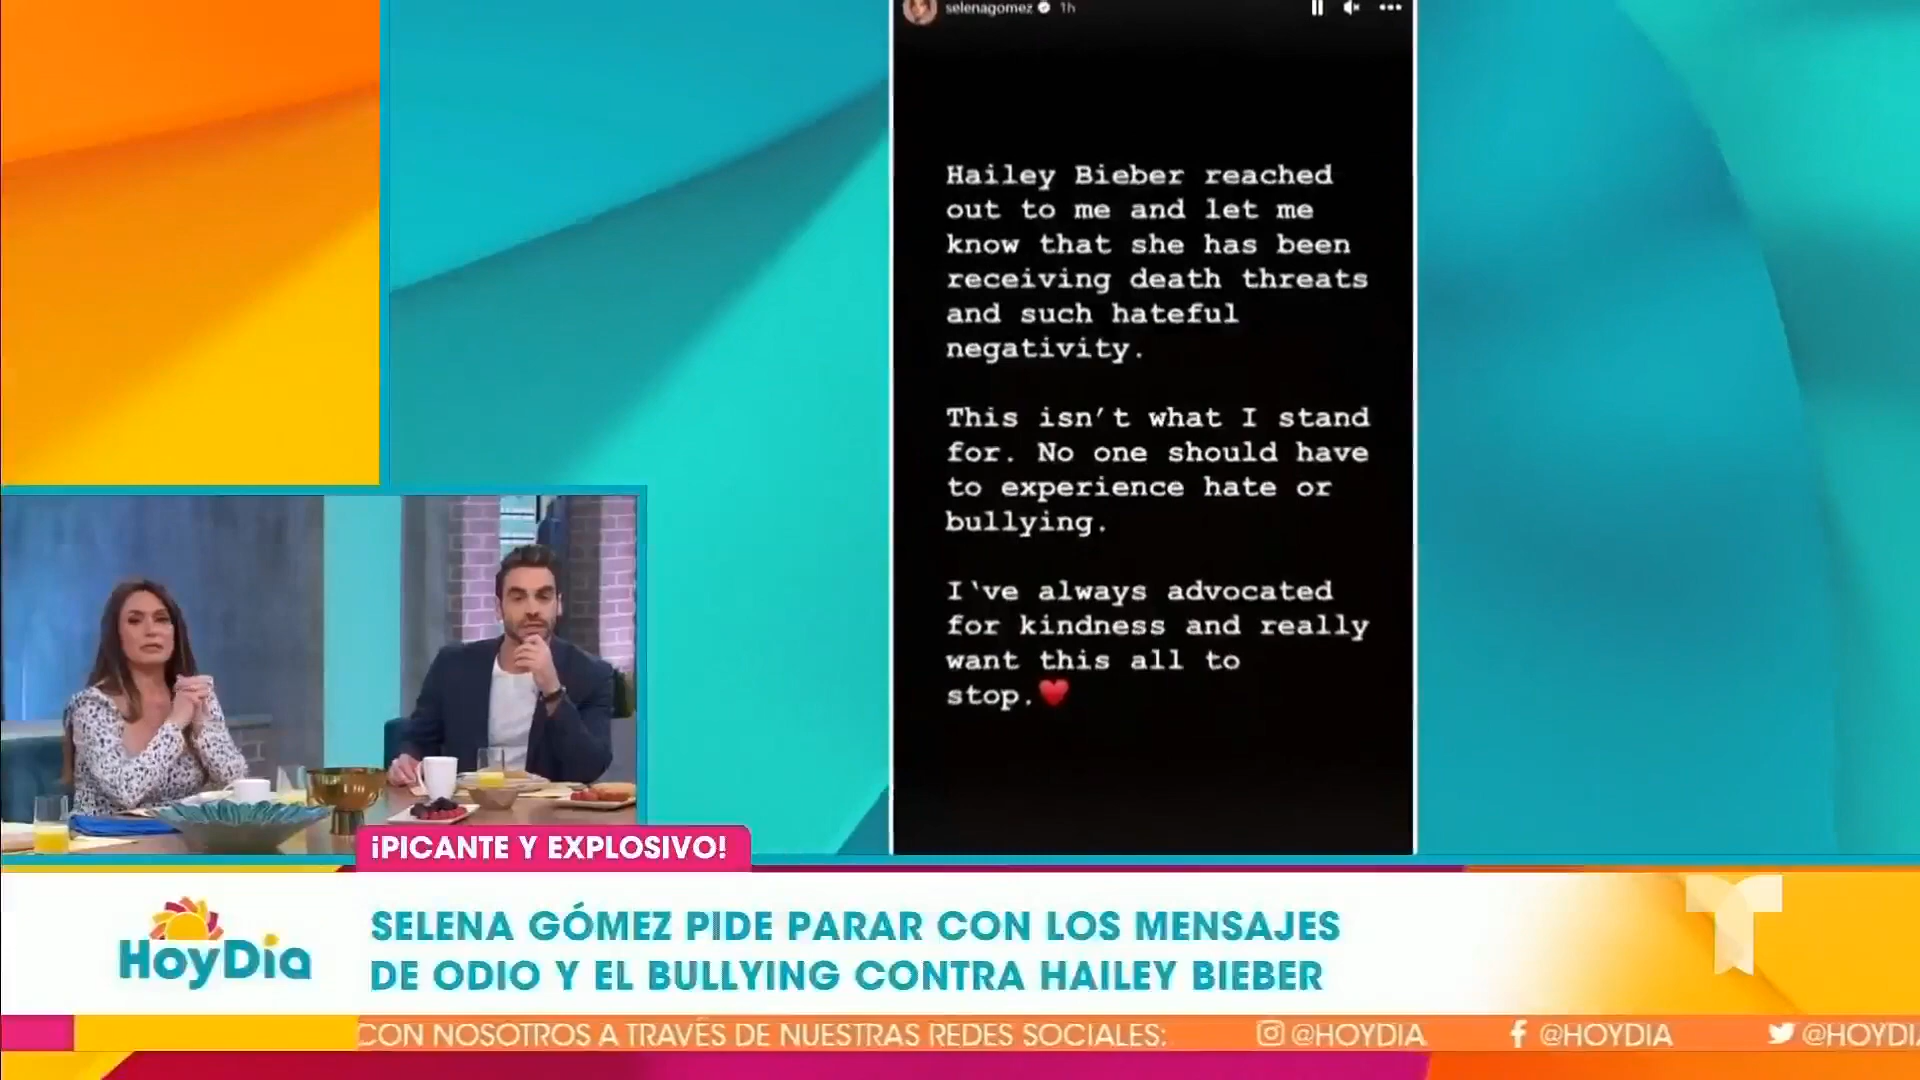 selenagomez 1h
Hailey Bieber reached
out to me and let me
know that she has been
receiving death threats
and such hateful
negativity.
This isn't what I stand
for. No one should have
to experience hate or
bullying.
I've always advocated
for kindness and really
want this all to
stop.❤️
¡PICANTE Y EXPLOSIVO!
HoyDía
SELENA GÓMEZ PIDE PARAR CON LOS MENSAJES
DE ODIO Y EL BULLYING CONTRA HAILEY BIEBER
T
CON NOSOTROS A TRAVÉS DE NUESTRAS REDES SOCIALES: @HOYDIA @HOYDIA @HOYDI